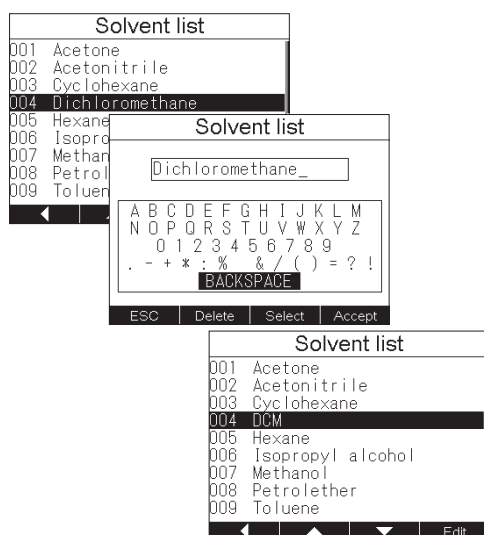 Solvent list
001 Acetone
002 Acetonitrile
003 Cyclohexane
004 Dichloromethane
005 Hexane
006 Isopro
007 Methan
008 Petrol
009 Toluen
Solvent list
Dichloromethane_
A B C D E F G H I J K L M
N O P Q R S T U V W X Y Z
0 1 2 3 4 5 6 7 8 9
. - + * : % & / ( ) = ? !
BACKSPACE
ESC Delete Select Accept
Solvent list
001 Acetone
002 Acetonitrile
003 Cyclohexane
004 DCM
005 Hexane
006 Isopropyl alcohol
007 Methanol
008 Petrolether
009 Toluene
Edit